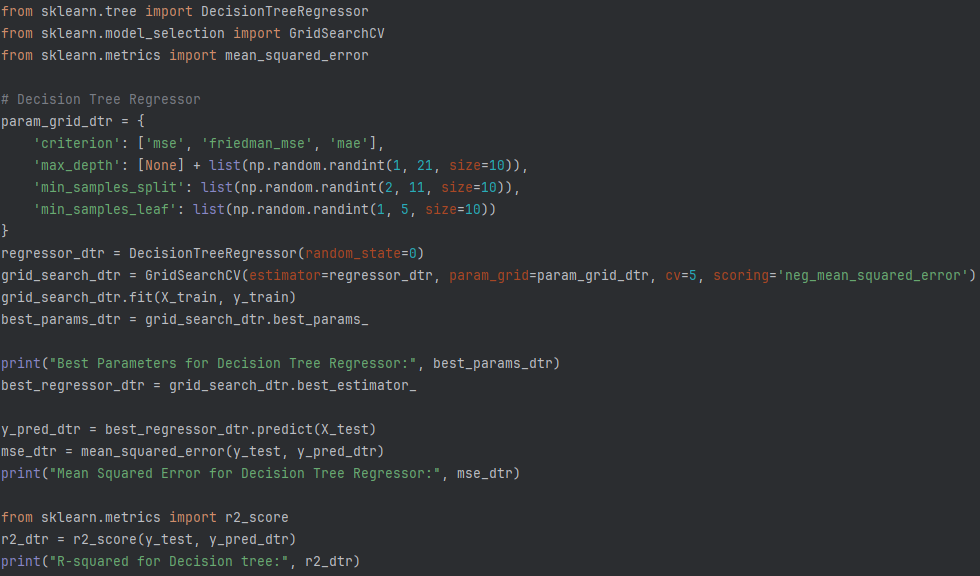 from sklearn.tree import DecisionTreeRegressor
from sklearn.model_selection import GridSearchCV
from sklearn.metrics import mean_squared_error
# Decision Tree Regressor
param_grid_dtr = {
    'criterion': ['mse', 'friedman_mse', 'mae'],
    'max_depth': [None] + list(np.random.randint(1, 21, size=10)),
    'min_samples_split': list(np.random.randint(2, 11, size=10)),
    'min_samples_leaf': list(np.random.randint(1, 5, size=10))
}
regressor_dtr = DecisionTreeRegressor(random_state=0)
grid_search_dtr = GridSearchCV(estimator=regressor_dtr, param_grid=param_grid_dtr, cv=5, scoring='neg_mean_squared_error')
grid_search_dtr.fit(X_train, y_train)
best_params_dtr = grid_search_dtr.best_params_
print("Best Parameters for Decision Tree Regressor:", best_params_dtr)
best_regressor_dtr = grid_search_dtr.best_estimator_
y_pred_dtr = best_regressor_dtr.predict(X_test)
mse_dtr = mean_squared_error(y_test, y_pred_dtr)
print("Mean Squared Error for Decision Tree Regressor:", mse_dtr)
from sklearn.metrics import r2_score
r2_dtr = r2_score(y_test, y_pred_dtr)
print("R-squared for Decision tree:", r2_dtr)